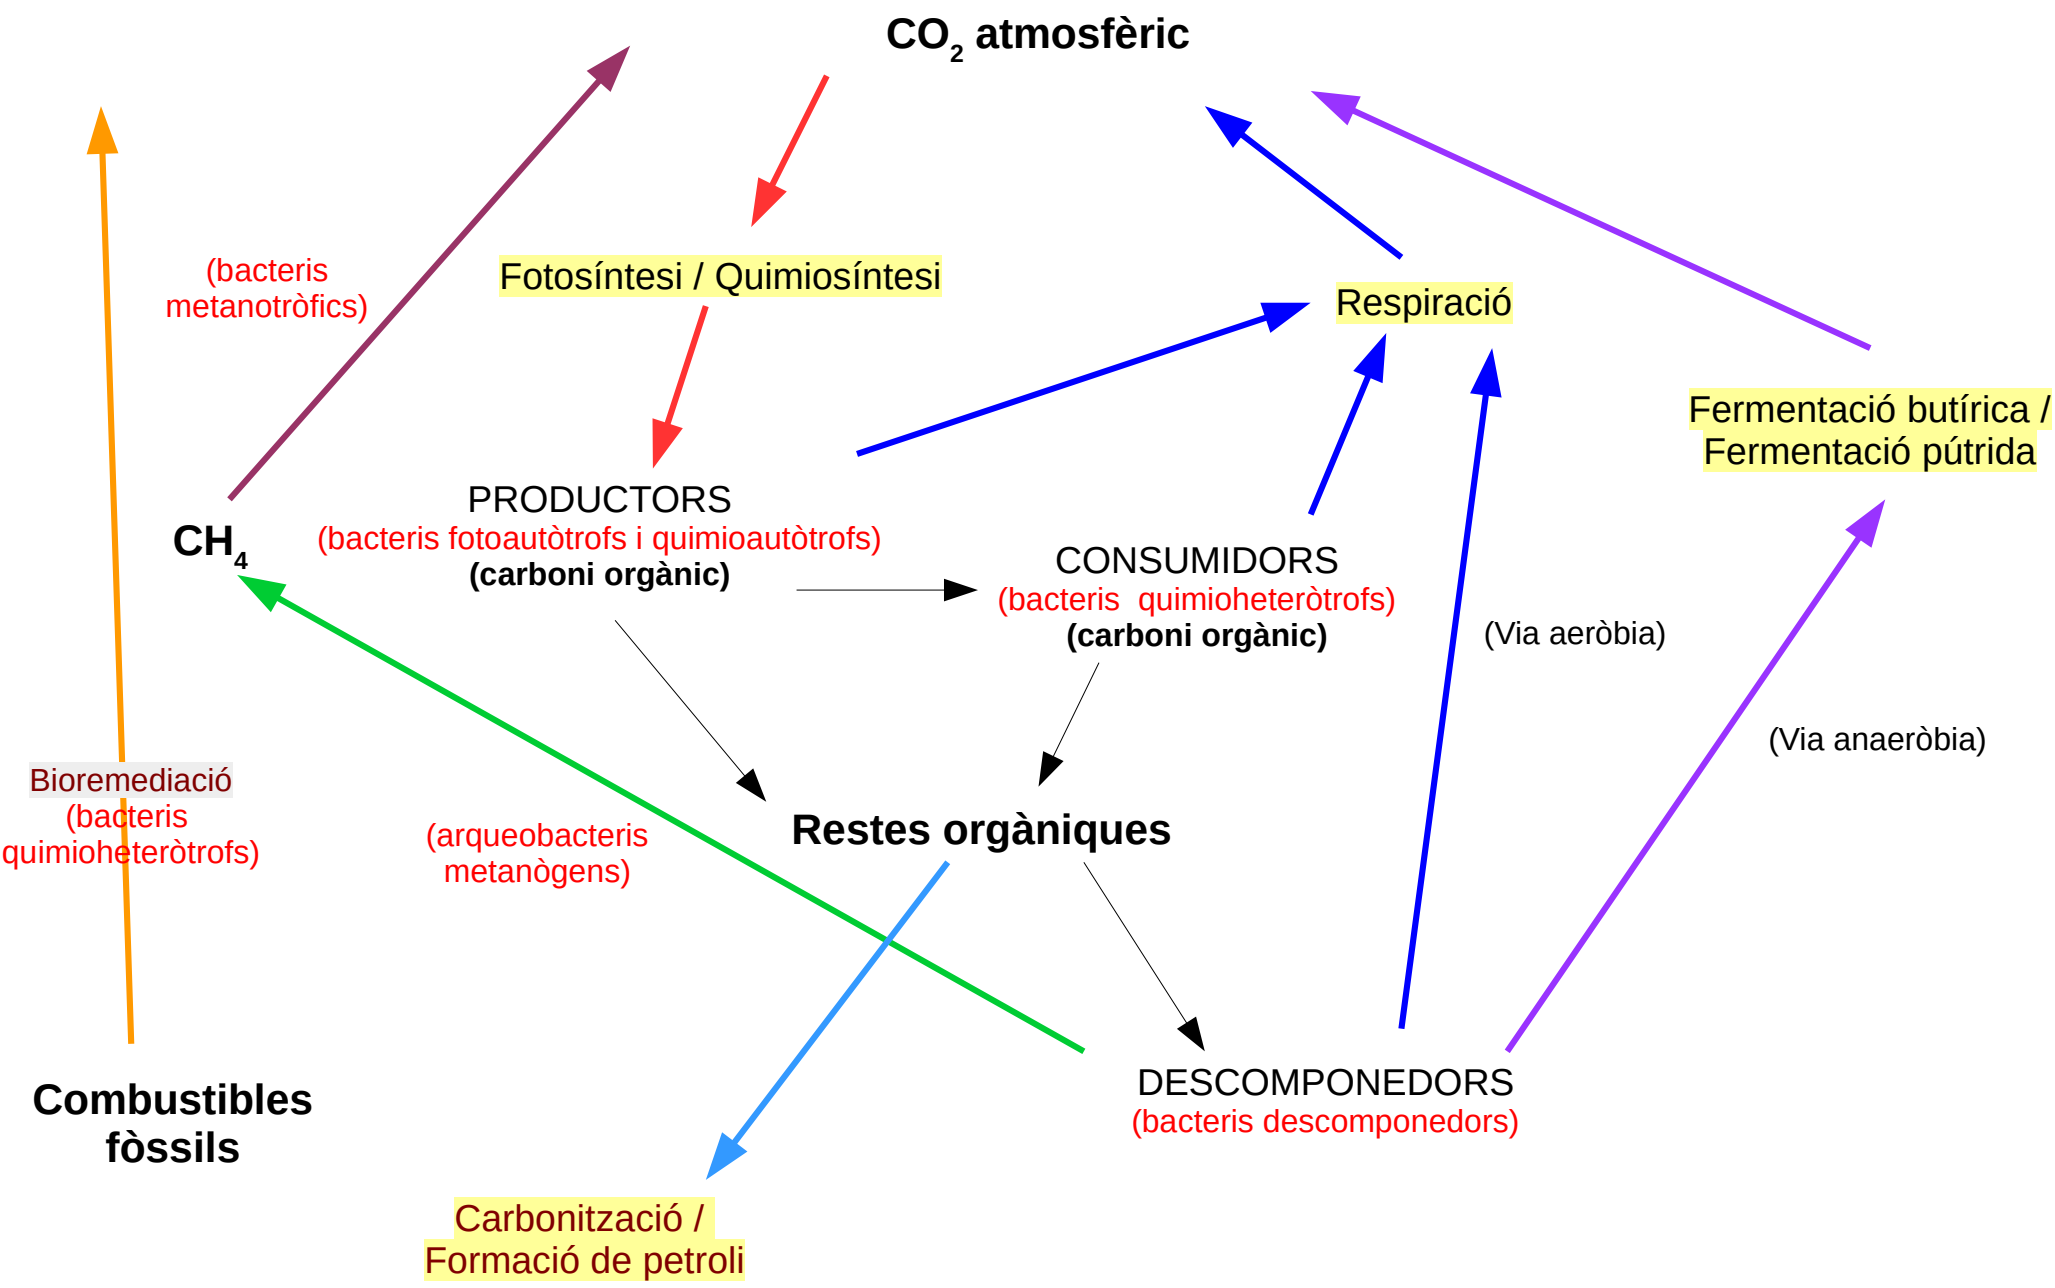 CO2 atmosfèric
(bacteris
metanotròfics)
Fotosíntesi / Quimiosíntesi
Respiració
Fermentació butírica /
Fermentació pútrida
CH4
PRODUCTORS
(bacteris fotoautòtrofs i quimioautòtrofs)
(carboni orgànic)
CONSUMIDORS
(bacteris  quimioheteròtrofs)
(carboni orgànic)
(Via aeròbia)
(Via anaeròbia)
Bioremediació
(bacteris
quimioheteròtrofs)
(arqueobacteris
metanògens)
Restes orgàniques
Combustibles
fòssils
DESCOMPONEDORS
(bacteris descomponedors)
Carbonització /
Formació de petroli